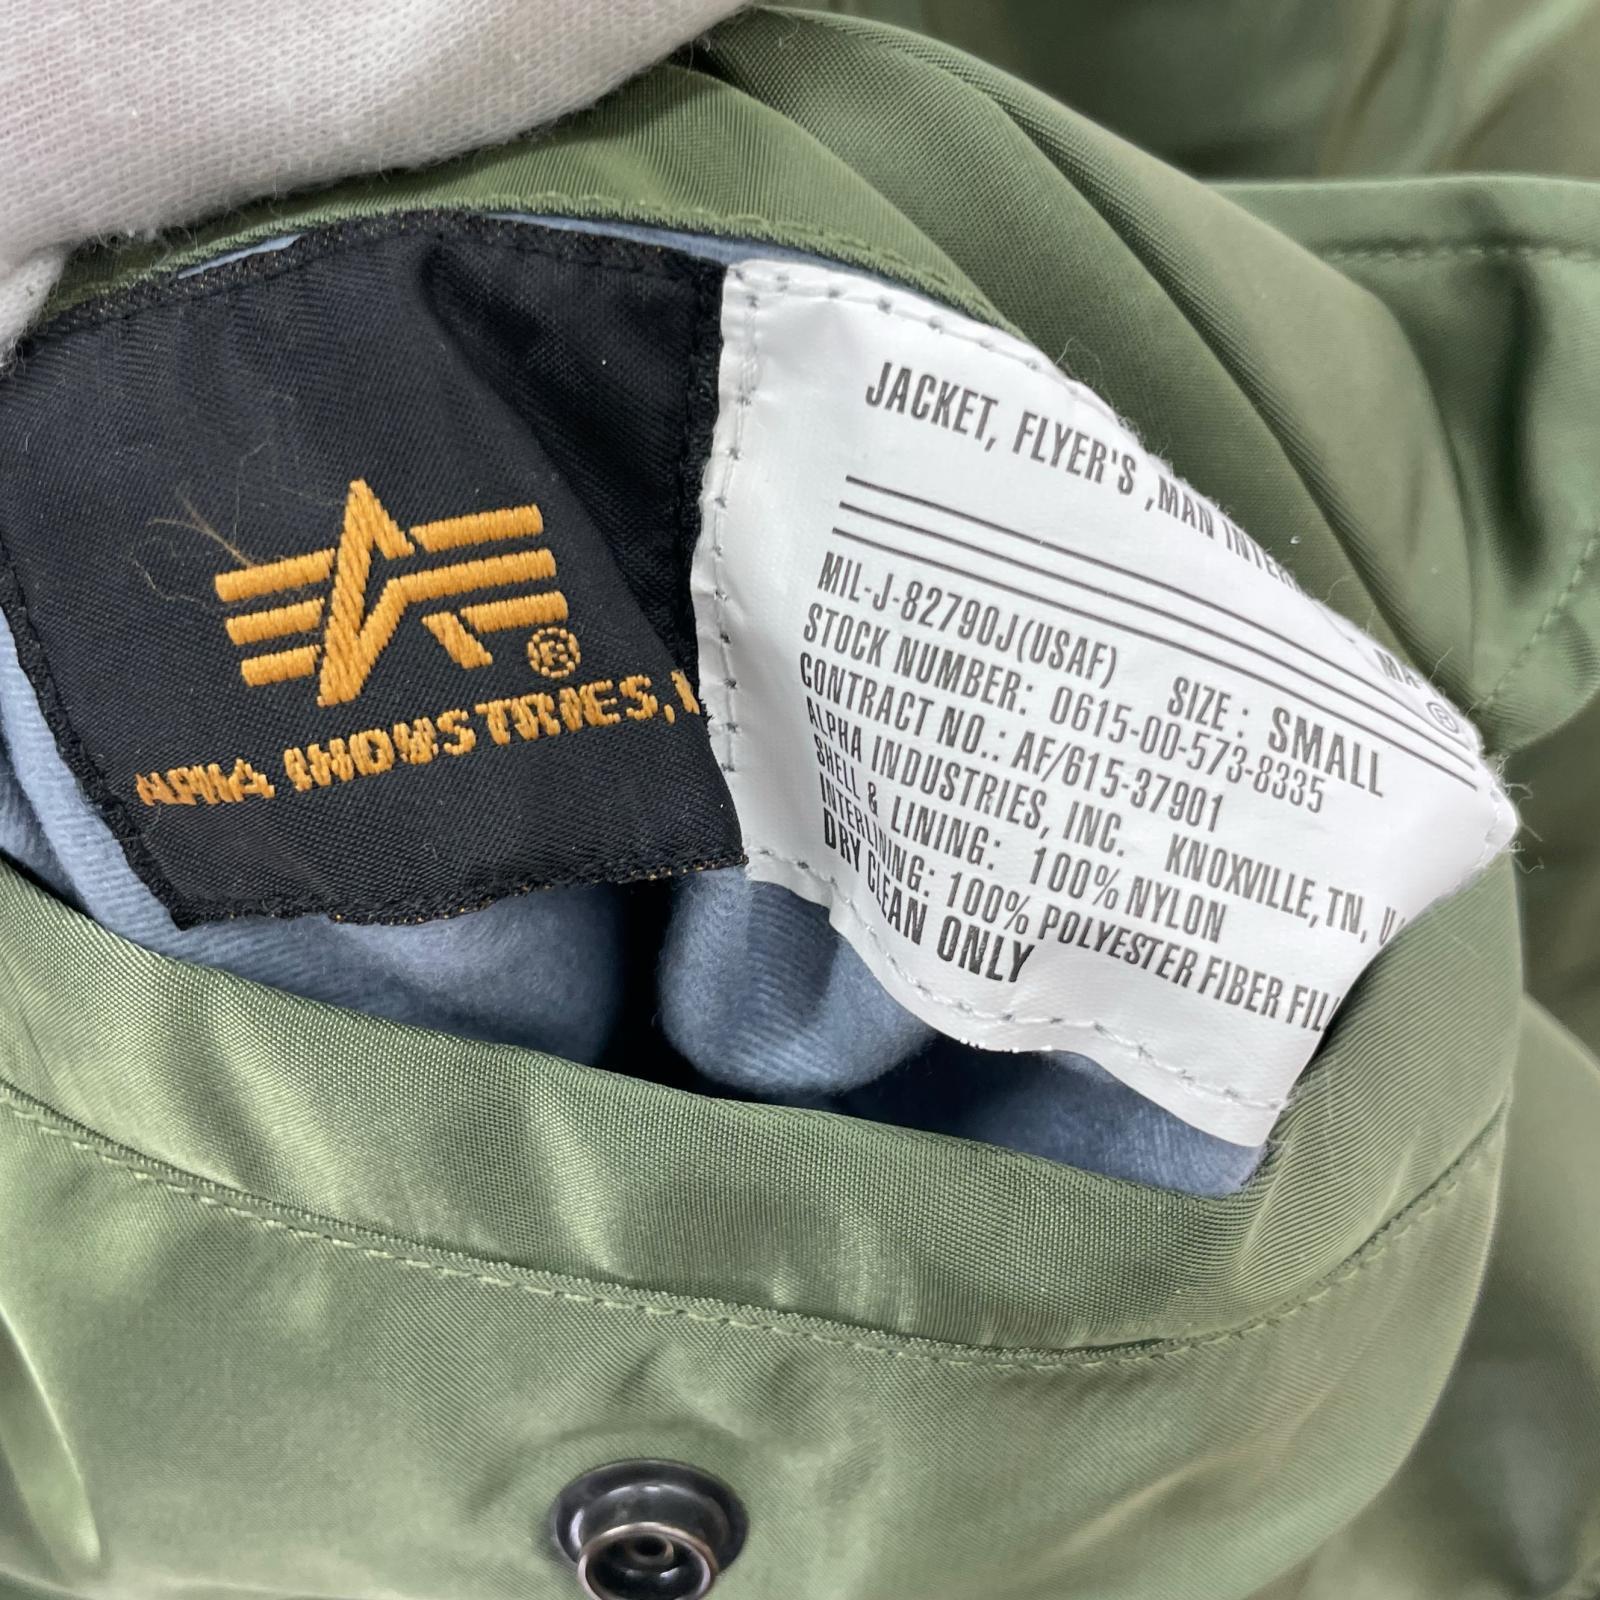 ALPHA INDUSTRIES,
®
JACKET, FLYER'S ,MAN
®
MIL-J-82790J(USAF) SIZE : SMALL
STOCK NUMBER: 0615-00-573-8335
CONTRACT NO.: AF/615-37901
ALPHA INDUSTRIES, INC. KNOXVILLE,TN,
SHELL & LINING: 100% NYLON
INTERLINING: 100% POLYESTER FIBER
DRY CLEAN ONLY